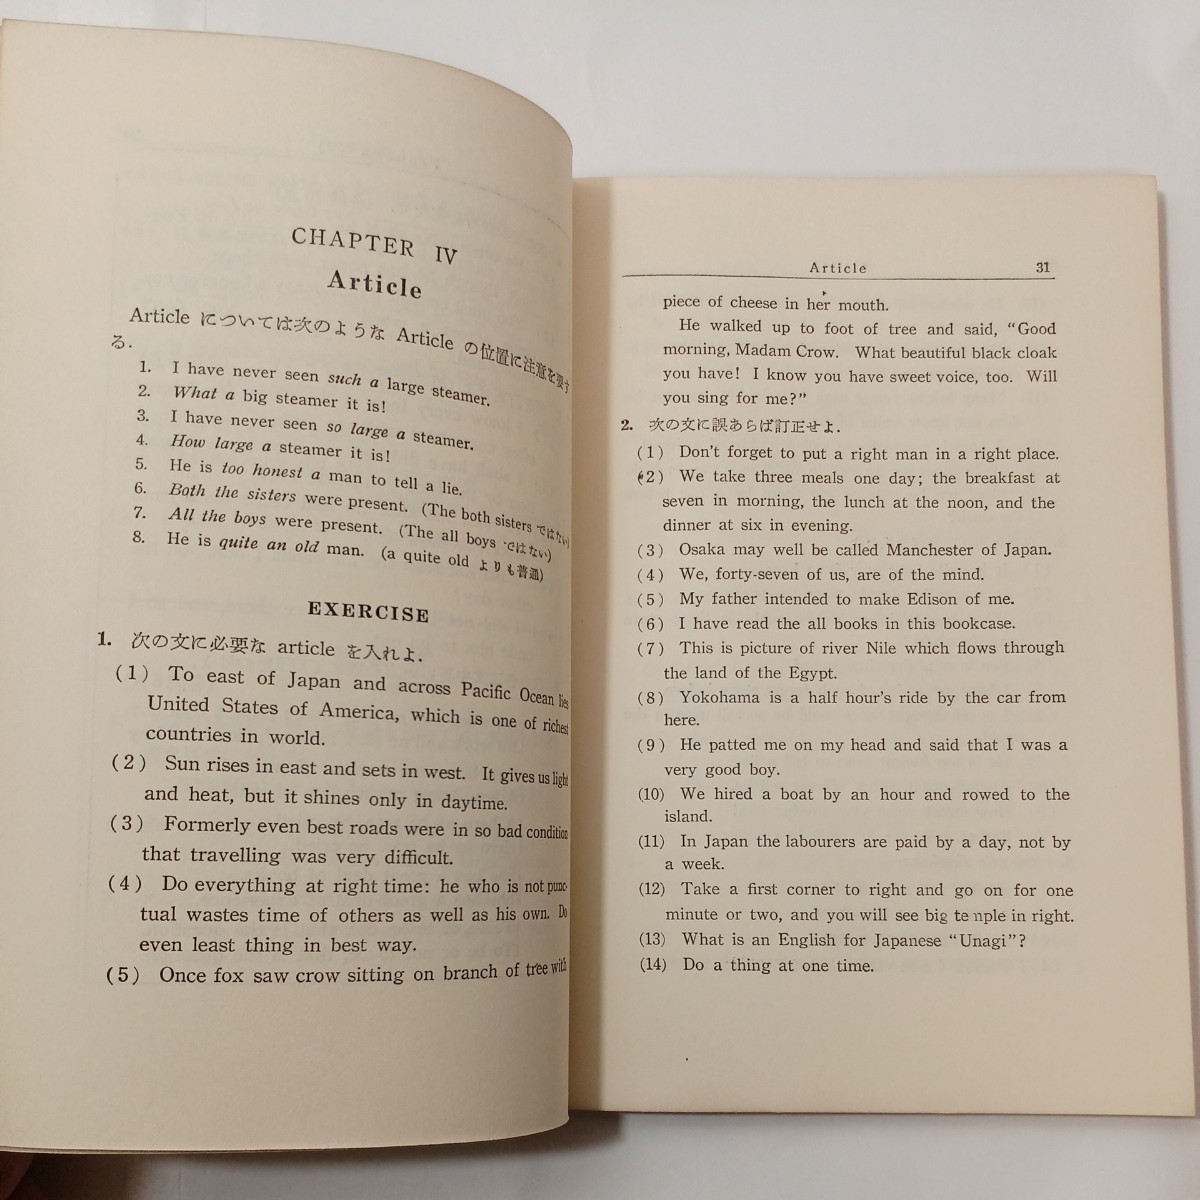 CHAPTER IV
Article
Article については次のような Article の位置に注意を要す
る.
1. I have never seen such a large steamer.
2. What a big steamer it is!
3. I have never seen so large a steamer.
4. How large a steamer it is!
5. He is too honest a man to tell a lie.
6. Both the sisters were present. (The both sisters ではない)
7. All the boys were present. (The all boys ではない)
8. He is quite an old man. (a quite old よりも普通)
EXERCISE
1. 次の文に必要な article を入れよ.
(1) To east of Japan and across Pacific Ocean lies
United States of America, which is one of richest
countries in world.
(2) Sun rises in east and sets in west. It gives us light
and heat, but it shines only in daytime.
(3) Formerly even best roads were in so bad condition
that travelling was very difficult.
(4) Do everything at right time: he who is not punc-
tual wastes time of others as well as his own. Do
even least thing in best way.
(5) Once fox saw crow sitting on branch of tree with
Article 31
piece of cheese in her mouth.
He walked up to foot of tree and said, "Good
morning, Madam Crow. What beautiful black cloak
you have! I know you have sweet voice, too. Will
you sing for me?"
2. 次の文に誤あらば訂正せよ.
(1) Don't forget to put a right man in a right place.
(2) We take three meals one day; the breakfast at
seven in morning, the lunch at the noon, and the
dinner at six in evening.
(3) Osaka may well be called Manchester of Japan.
(4) We, forty-seven of us, are of the mind.
(5) My father intended to make Edison of me.
(6) I have read the all books in this bookcase.
(7) This is picture of river Nile which flows through
the land of the Egypt.
(8) Yokohama is a half hour's ride by the car from
here.
(9) He patted me on my head and said that I was a
very good boy.
(10) We hired a boat by an hour and rowed to the
island.
(11) In Japan the labourers are paid by a day, not by
a week.
(12) Take a first corner to right and go on for one
minute or two, and you will see big temple in right.
(13) What is an English for Japanese "Unagi"?
(14) Do a thing at one time.